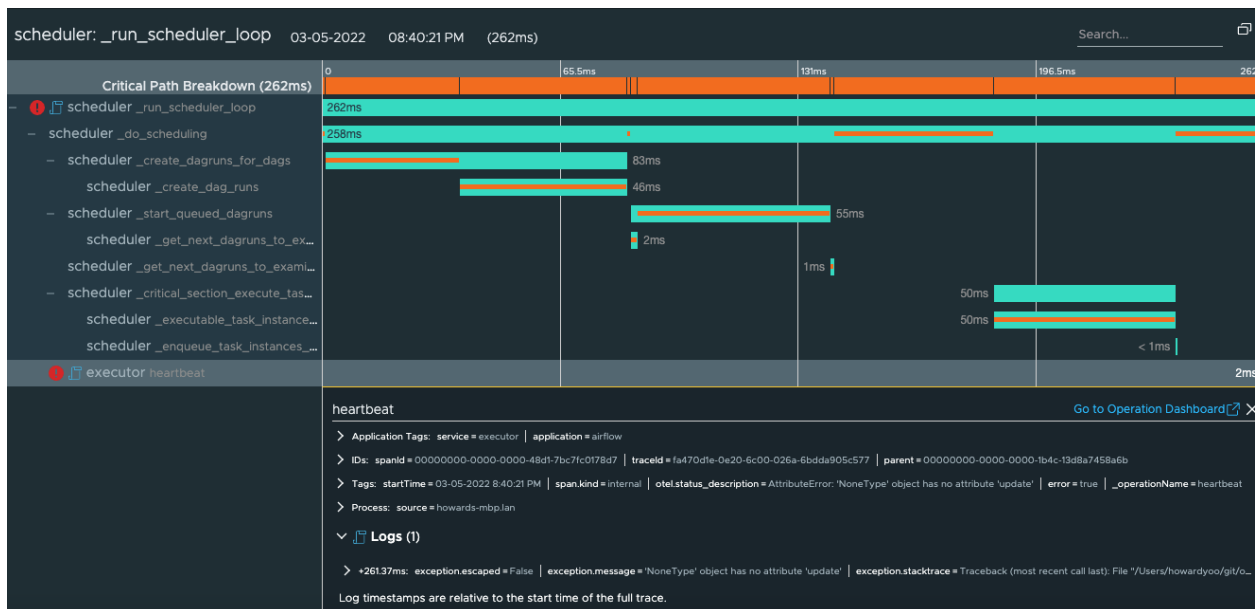 scheduler: _run_scheduler_loop 03-05-2022 08:40:21 PM (262ms)
Search...
0 65.5ms 131ms 196.5ms 262
Critical Path Breakdown (262ms)
scheduler _run_scheduler_loop 262ms
scheduler _do_scheduling 258ms
scheduler _create_dagruns_for_dags 83ms
scheduler _create_dag_runs 46ms
scheduler _start_queued_dagruns 55ms
scheduler _get_next_dagruns_to_ex... 2ms
scheduler _get_next_dagruns_to_exami... 1ms
scheduler _critical_section_execute_tas... 50ms
scheduler _executable_task_instance... 50ms
scheduler _enqueue_task_instances_... < 1ms
executor heartbeat 2ms
heartbeat Go to Operation Dashboard
Application Tags: service = executor | application = airflow
IDs: spanId = 00000000-0000-0000-48d1-7bc7fc0178d7 | traceId = fa470d1e-0e20-6c00-026a-6bdda905c577 | parent = 00000000-0000-0000-1b4c-13d8a7458a6b
Tags: startTime = 03-05-2022 8:40:21 PM | span.kind = internal | otel.status_description = AttributeError: 'NoneType' object has no attribute 'update' | error = true | _operationName = heartbeat
Process: source = howards-mbp.lan
Logs (1)
+261.37ms: exception.escaped = False | exception.message = 'NoneType' object has no attribute 'update' | exception.stacktrace = Traceback (most recent call last): File "/Users/howardyoo/git/o...
Log timestamps are relative to the start time of the full trace.